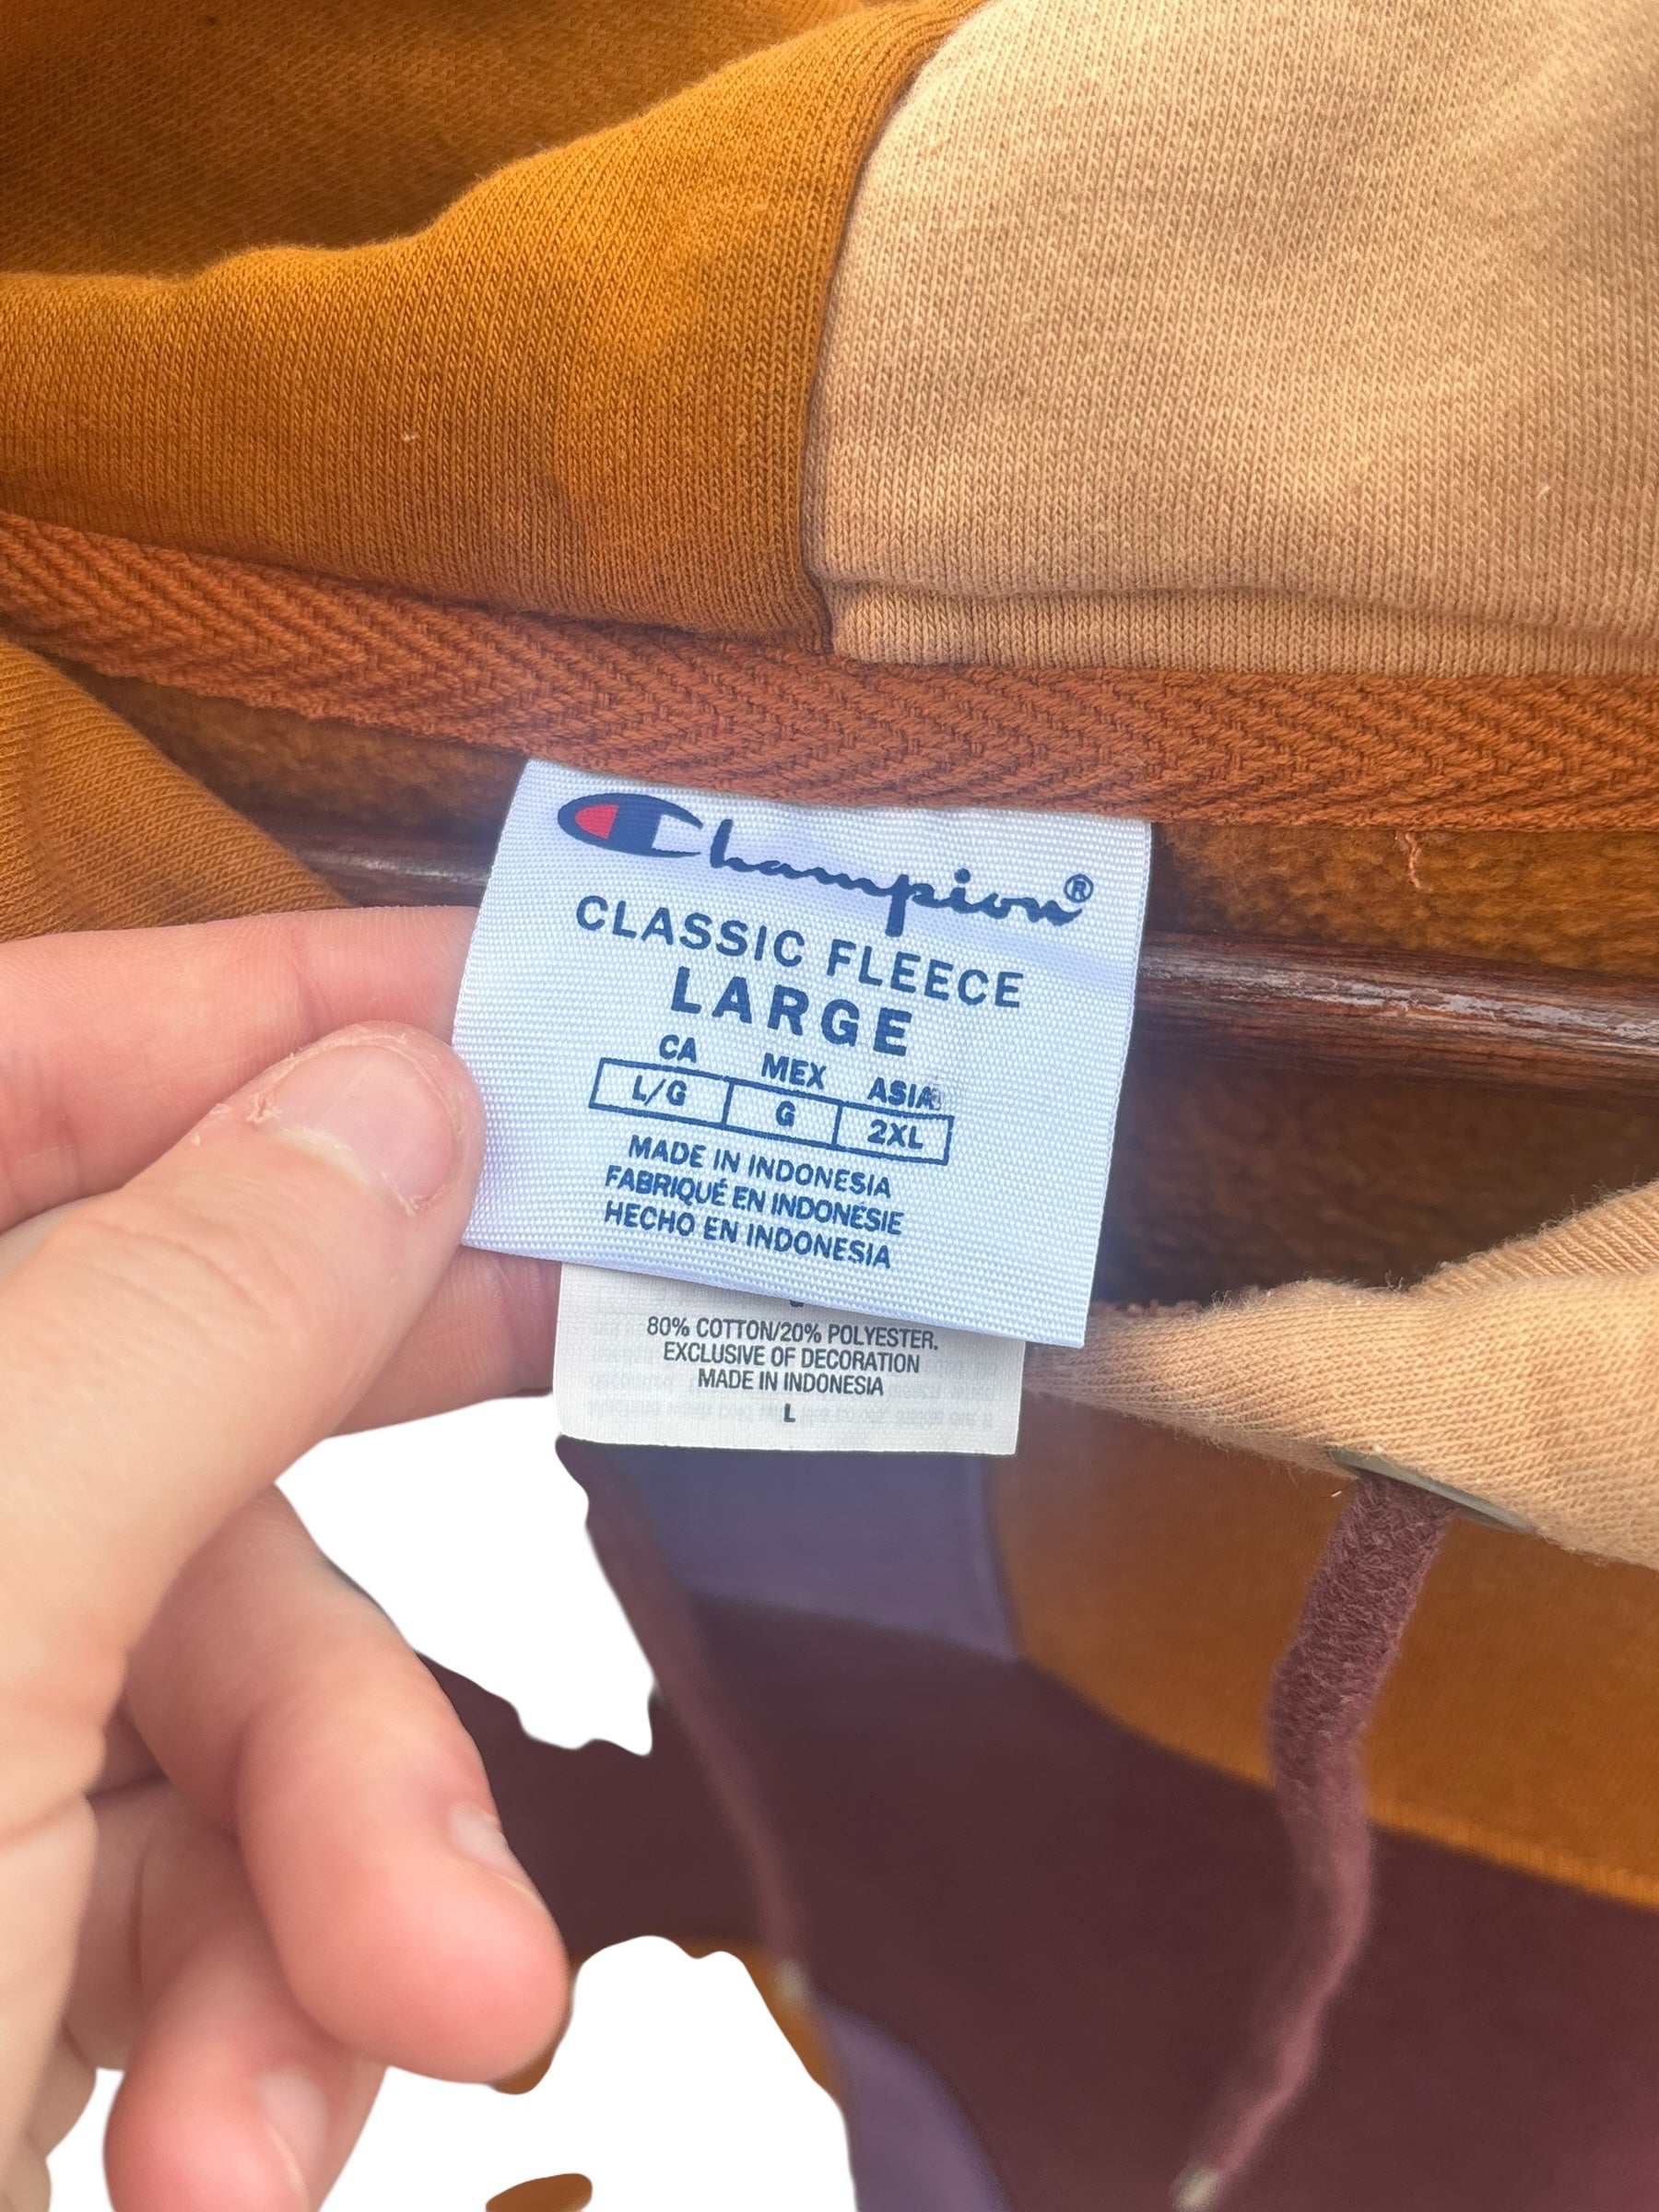 Champion®
CLASSIC FLEECE
LARGE
CA MEX ASIA
L/G G 2XL
MADE IN INDONESIA
FABRIQUÉ EN INDONÉSIE
HECHO EN INDONESIA
80% COTTON/20% POLYESTER.
EXCLUSIVE OF DECORATION
MADE IN INDONESIA
L